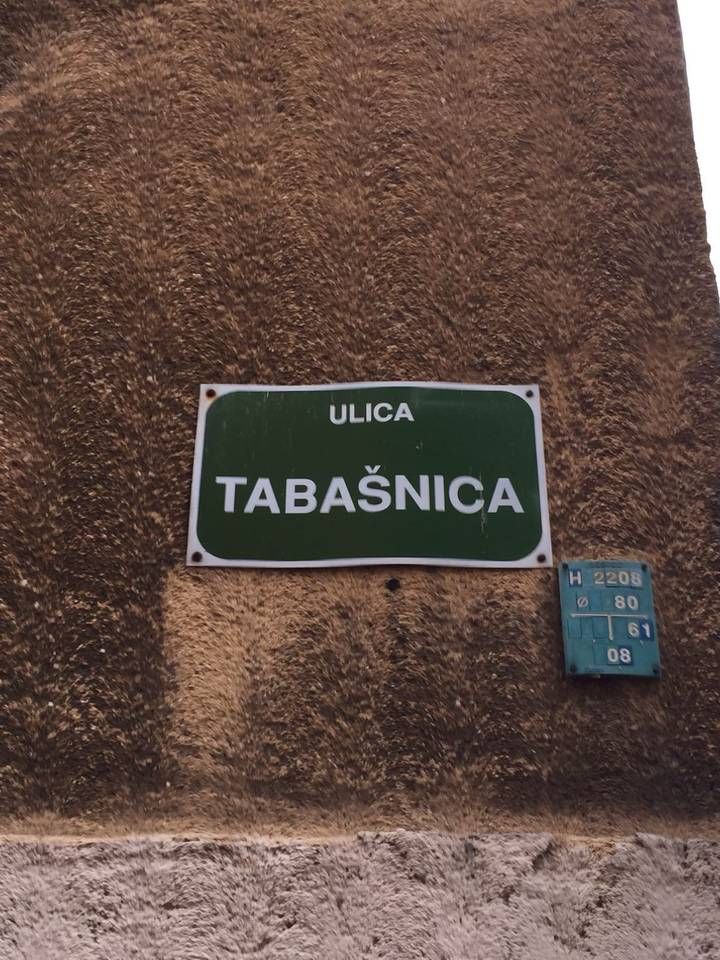 ULICA
TABAŠNICA
H 2208
Ø 80
61
08